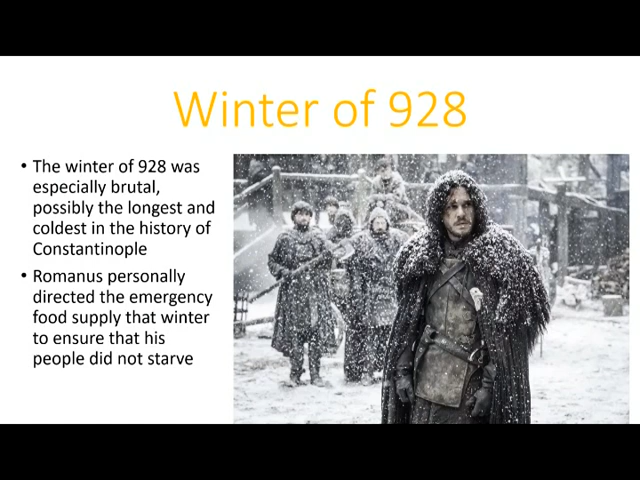 Winter of 928
• The winter of 928 was
especially brutal,
possibly the longest and
coldest in the history of
Constantinople
• Romanus personally
directed the emergency
food supply that winter
to ensure that his
people did not starve